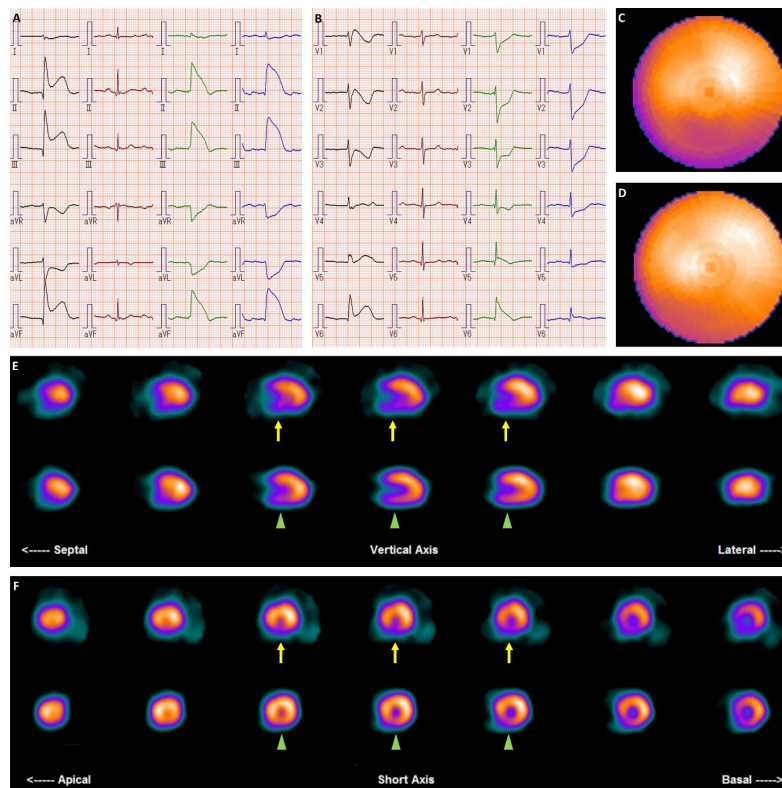 A
I I I I
II II II II
III III III III
aVR aVR aVR aVR
aVL aVL aVL aVL
aVF aVF aVF aVF
B
V1 V1 V1 V1
V2 V2 V2 V2
V3 V3 V3 V3
V4 V4 V4 V4
V5 V5 V5 V5
V6 V6 V6 V6
C
D
E
<----- Septal Vertical Axis Lateral ----->
F
<----- Apical Short Axis Basal ----->